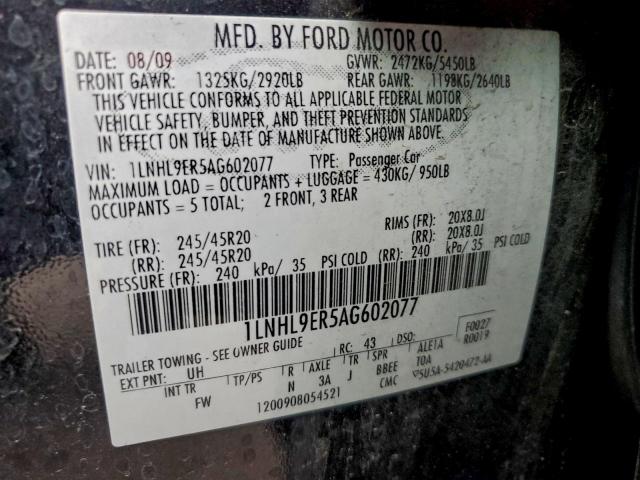 MFD. BY FORD MOTOR CO.
DATE: 08/09 GVWR: 2472KG/5450LB
FRONT GAWR: 1325KG/2920LB REAR GAWR: 1198KG/2640LB
THIS VEHICLE CONFORMS TO ALL APPLICABLE FEDERAL MOTOR
VEHICLE SAFETY, BUMPER, AND THEFT PREVENTION STANDARDS
IN EFFECT ON THE DATE OF MANUFACTURE SHOWN ABOVE.
VIN: 1LNHL9ER5AG602077 TYPE: Passenger Car
MAXIMUM LOAD = OCCUPANTS + LUGGAGE = 430KG/ 950LB
OCCUPANTS = 5 TOTAL; 2 FRONT, 3 REAR
TIRE (FR): 245/45R20 RIMS (FR): 20X8.0J
(RR): 245/45R20 (RR): 20X8.0J
PRESSURE (FR): 240 kPa/ 35 PSI COLD (RR): 240 kPa/ 35 PSI COLD
1LNHL9ER5AG602077
TRAILER TOWING - SEE OWNER GUIDE RC: 43 DSO: F0027
EXT PNT: UH R AXLE TR SPR ALE1A R0019
INT TR TP/PS N 3A J BBEE TOA
FW 1200908054521 CMC 5U5A-5420472-AA